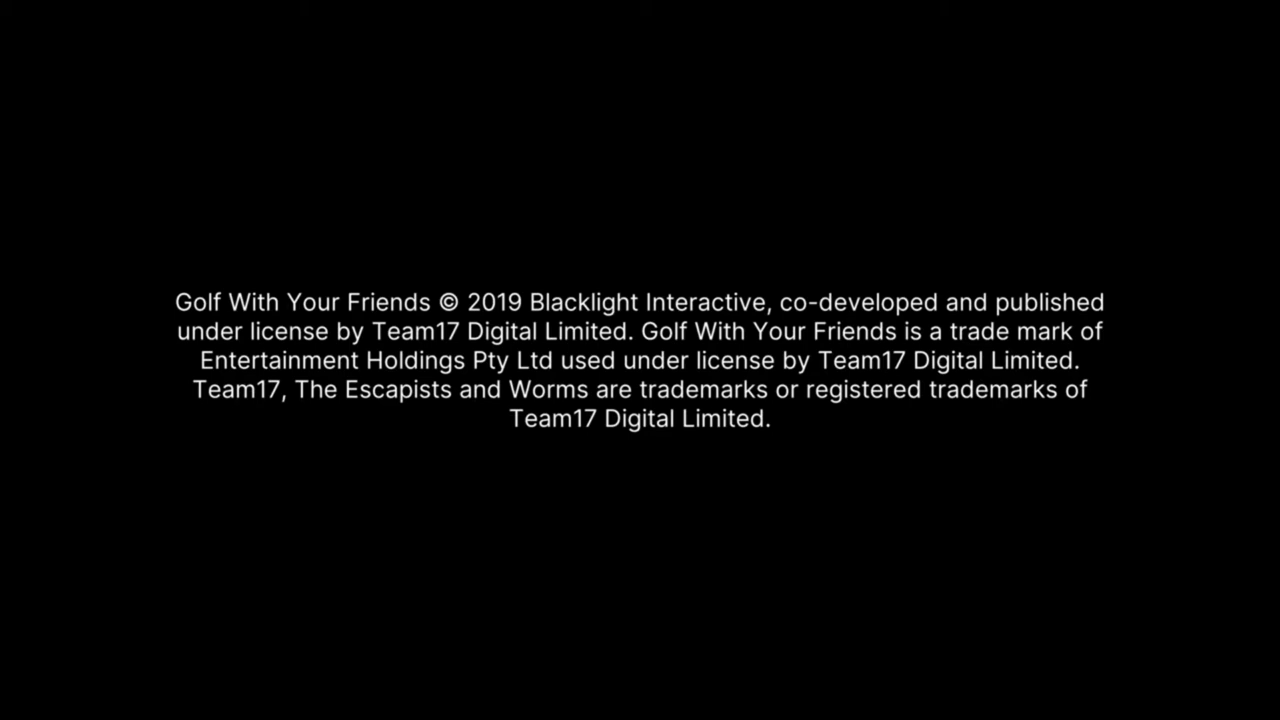 Golf With Your Friends © 2019 Blacklight Interactive, co-developed and published
under license by Team17 Digital Limited. Golf With Your Friends is a trade mark of
Entertainment Holdings Pty Ltd used under license by Team17 Digital Limited.
Team17, The Escapists and Worms are trademarks or registered trademarks of
Team17 Digital Limited.